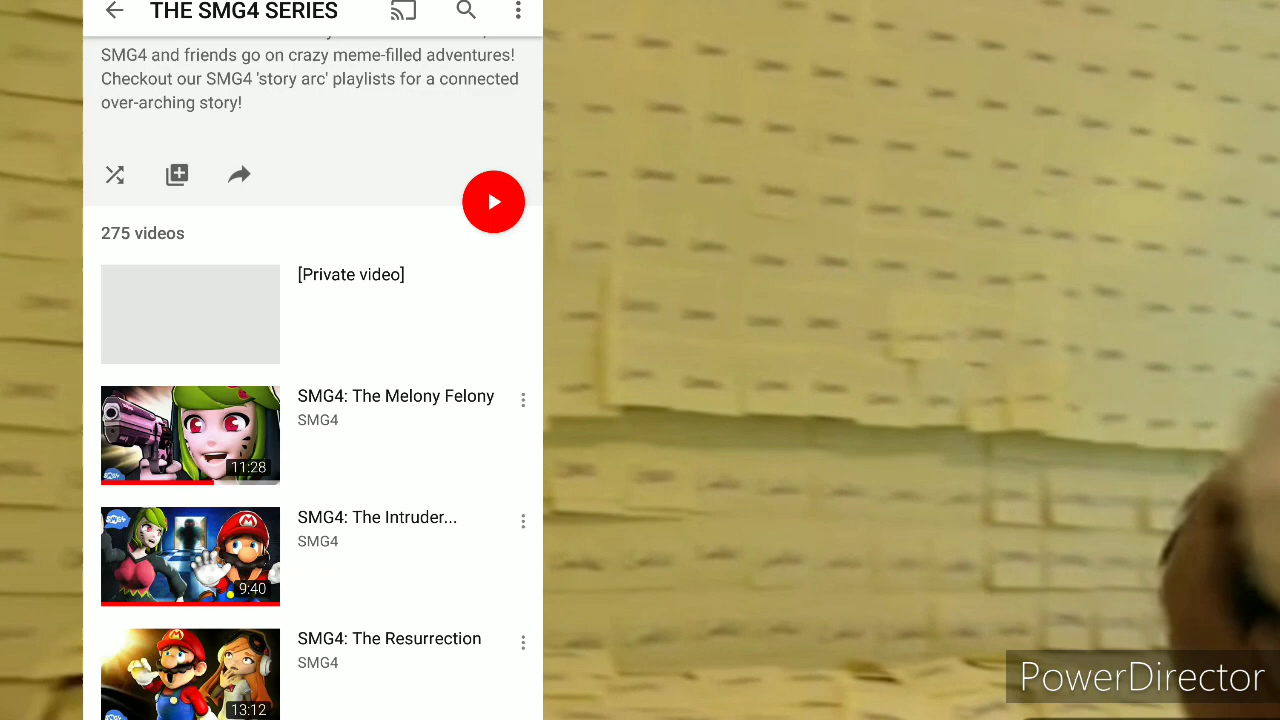 THE SMG4 SERIES
SMG4 and friends go on crazy meme-filled adventures!
Checkout our SMG4 'story arc' playlists for a connected
over-arching story!
275 videos
[Private video]
SMG4: The Melony Felony
SMG4
11:28
SMG4: The Intruder...
SMG4
9:40
SMG4: The Resurrection
SMG4
13:12
PowerDirector